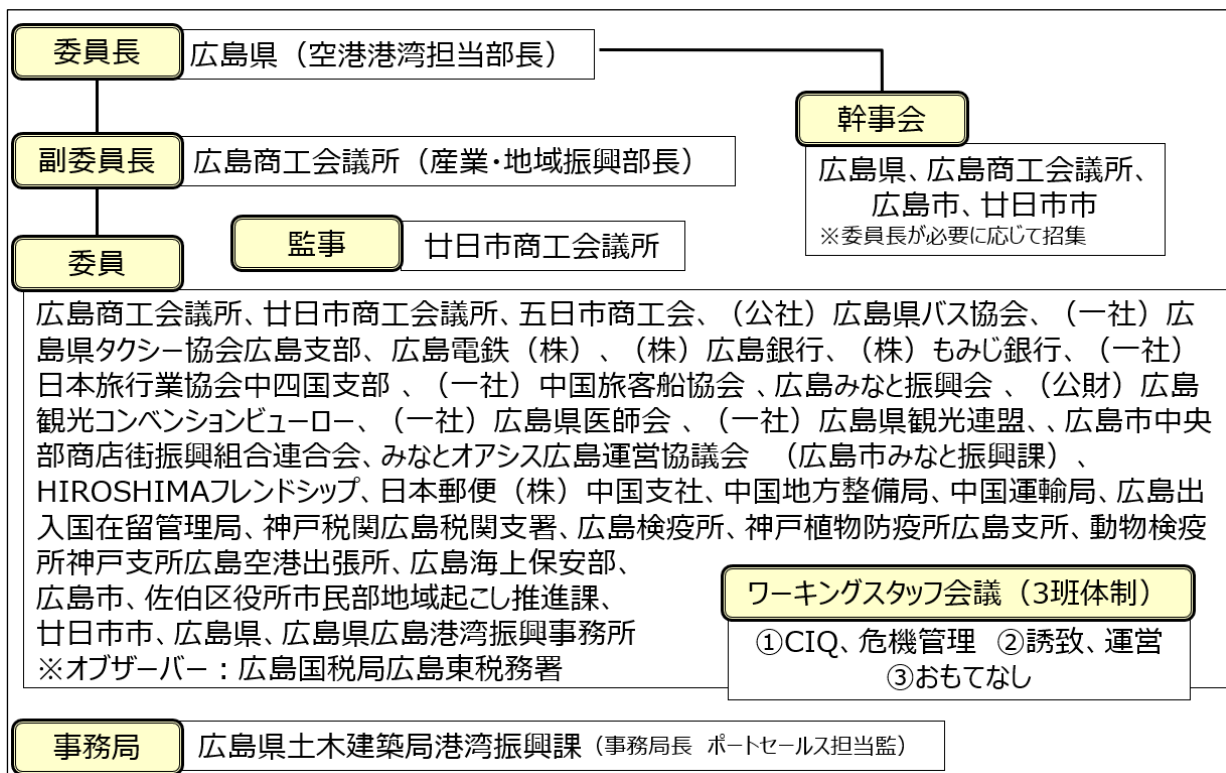 委員長
広島県（空港港湾担当部長）
幹事会
広島県、広島商工会議所、
広島市、廿日市市
※委員長が必要に応じて招集
副委員長
広島商工会議所（産業・地域振興部長）
監事
廿日市商工会議所
委員
広島商工会議所、廿日市商工会議所、五日市商工会、（公社）広島県バス協会、（一社）広
島県タクシー協会広島支部、広島電鉄（株）、（株）広島銀行、（株）もみじ銀行、（一社）
日本旅行業協会中四国支部 、（一社）中国旅客船協会 、広島みなと振興会 、（公財）広島
観光コンベンションビューロー、（一社）広島県医師会 、（一社）広島県観光連盟、、広島市中央
部商店街振興組合連合会、みなとオアシス広島運営協議会　（広島市みなと振興課）、
HIROSHIMAフレンドシップ、日本郵便（株）中国支社、中国地方整備局、中国運輸局、広島出
入国在留管理局、神戸税関広島税関支署、広島検疫所、神戸植物防疫所広島支所、動物検疫
所神戸支所広島空港出張所、広島海上保安部、
広島市、佐伯区役所市民部地域起こし推進課、
廿日市市、広島県、広島県広島港湾振興事務所
※オブザーバー：広島国税局広島東税務署
ワーキングスタッフ会議（3班体制）
①CIQ、危機管理　②誘致、運営
③おもてなし
事務局
広島県土木建築局港湾振興課（事務局長 ポートセールス担当監）